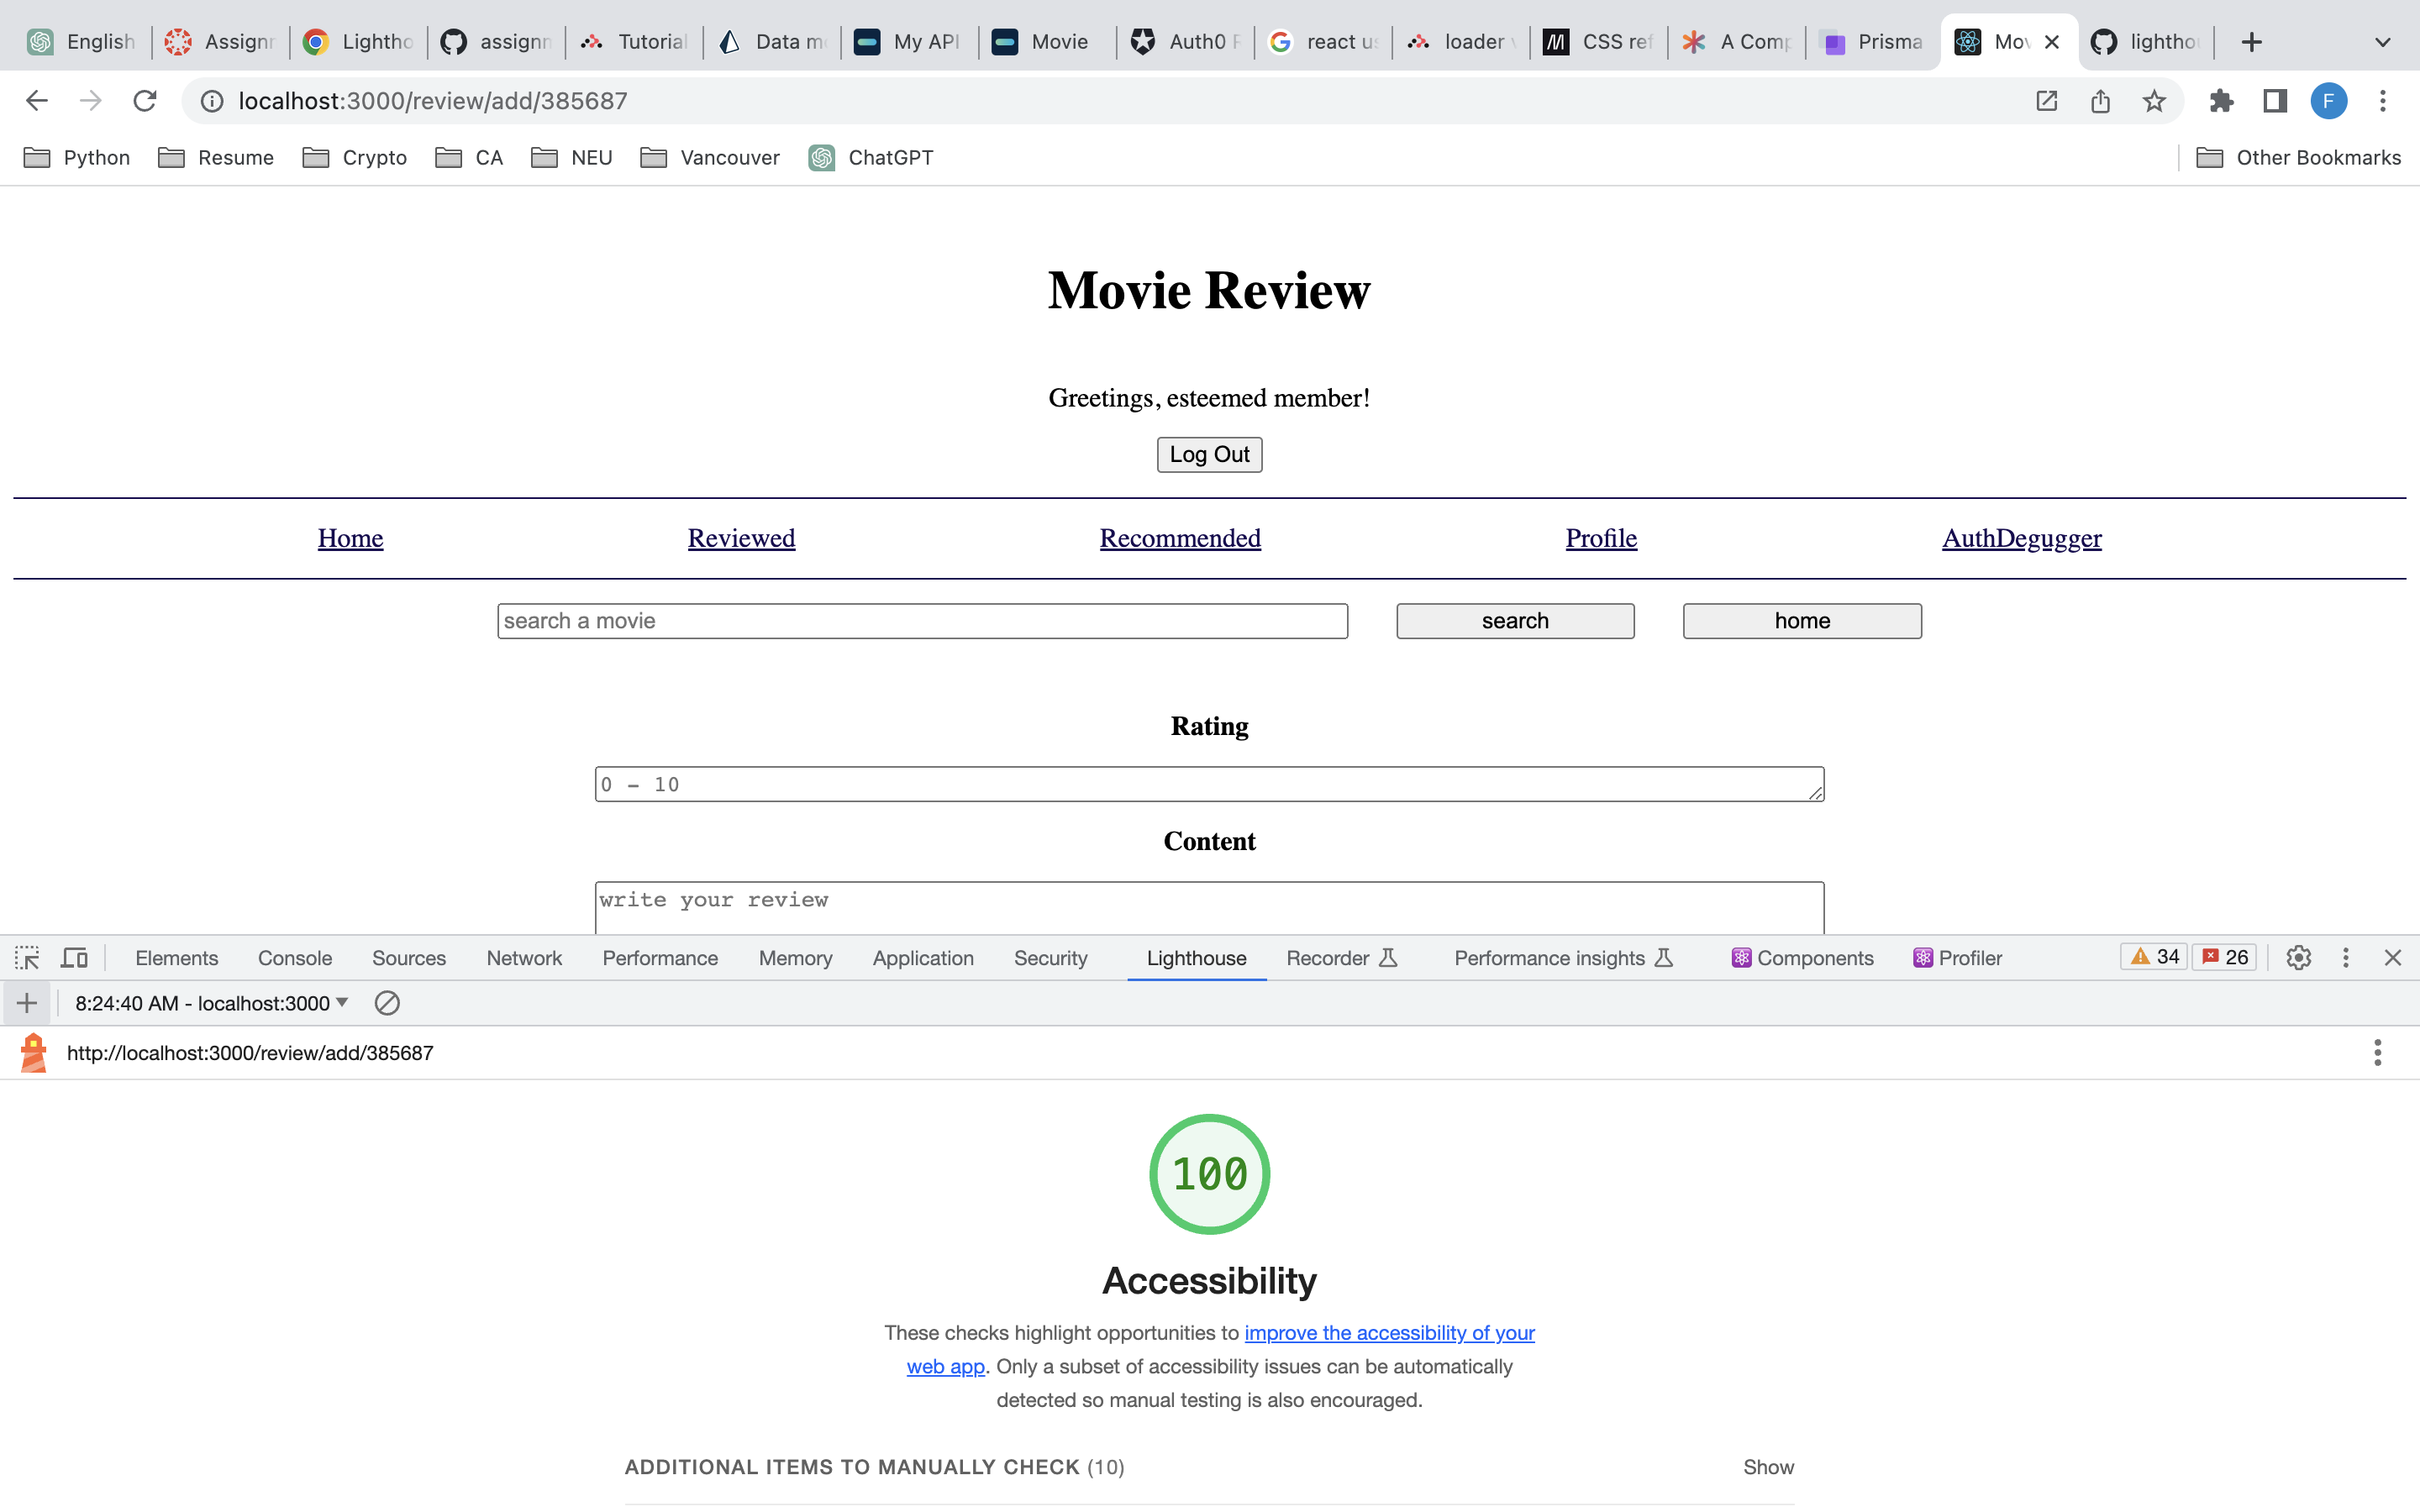 English Assignr Lightho assignn Tutorial Data mo My API Movie Auth0 F react us loader v CSS ref A Comp Prisma Mov lighthou
localhost:3000/review/add/385687 F
Python Resume Crypto CA NEU Vancouver ChatGPT Other Bookmarks
Movie Review
Greetings, esteemed member!
Log Out
Home Reviewed Recommended Profile AuthDegugger
search a movie search home
Rating
0 - 10
Content
write your review
Elements Console Sources Network Performance Memory Application Security Lighthouse Recorder Performance insights Components Profiler 34 26
8:24:40 AM - localhost:3000
http://localhost:3000/review/add/385687
100
Accessibility
These checks highlight opportunities to improve the accessibility of your
web app. Only a subset of accessibility issues can be automatically
detected so manual testing is also encouraged.
ADDITIONAL ITEMS TO MANUALLY CHECK (10) Show